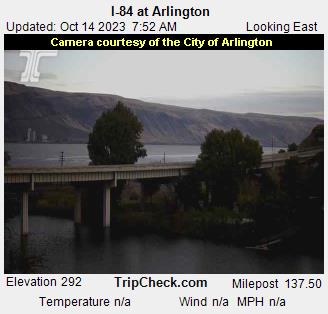 I-84 at Arlington
Updated: Oct 14 2023 7:52 AM Looking East
Camera courtesy of the City of Arlington
Elevation 292 TripCheck.com Milepost 137.50
Temperature n/a Wind n/a MPH n/a